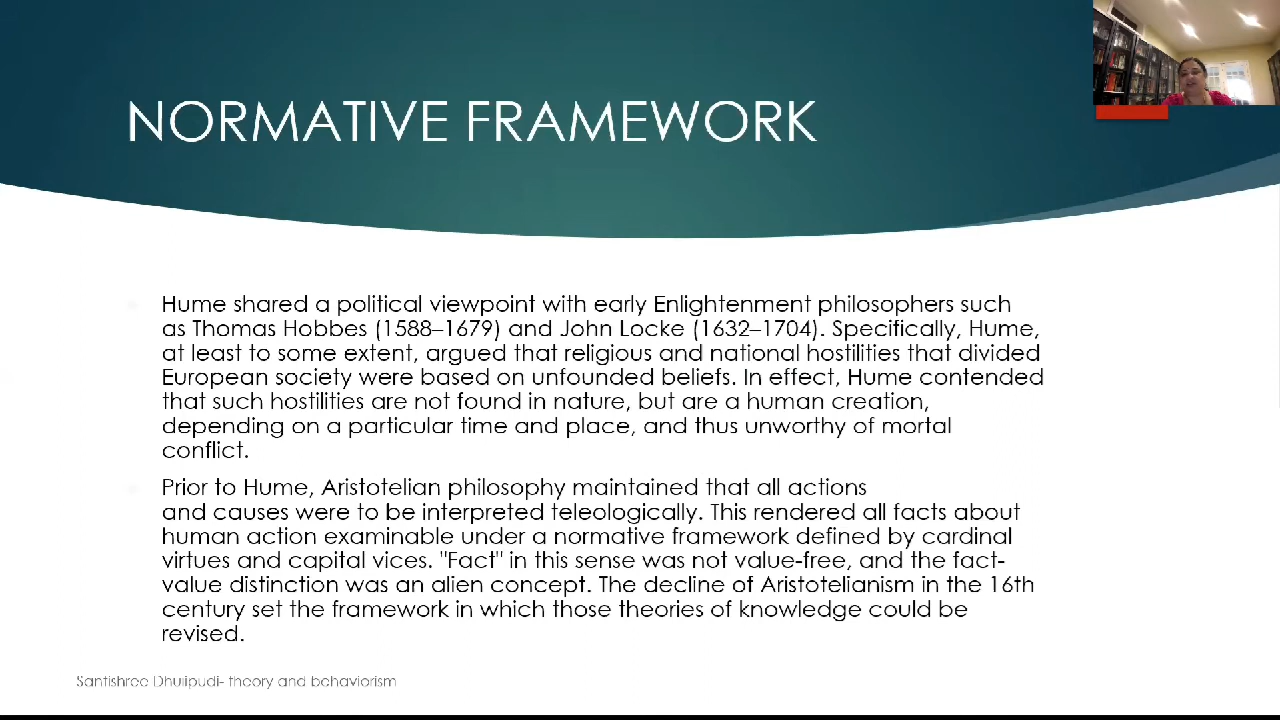 NORMATIVE FRAMEWORK
Hume shared a political viewpoint with early Enlightenment philosophers such
as Thomas Hobbes (1588–1679) and John Locke (1632–1704). Specifically, Hume,
at least to some extent, argued that religious and national hostilities that divided
European society were based on unfounded beliefs. In effect, Hume contended
that such hostilities are not found in nature, but are a human creation,
depending on a particular time and place, and thus unworthy of mortal
conflict.
Prior to Hume, Aristotelian philosophy maintained that all actions
and causes were to be interpreted teleologically. This rendered all facts about
human action examinable under a normative framework defined by cardinal
virtues and capital vices. "Fact" in this sense was not value-free, and the fact-
value distinction was an alien concept. The decline of Aristotelianism in the 16th
century set the framework in which those theories of knowledge could be
revised.
Santishree Dhulipudi- theory and behaviorism